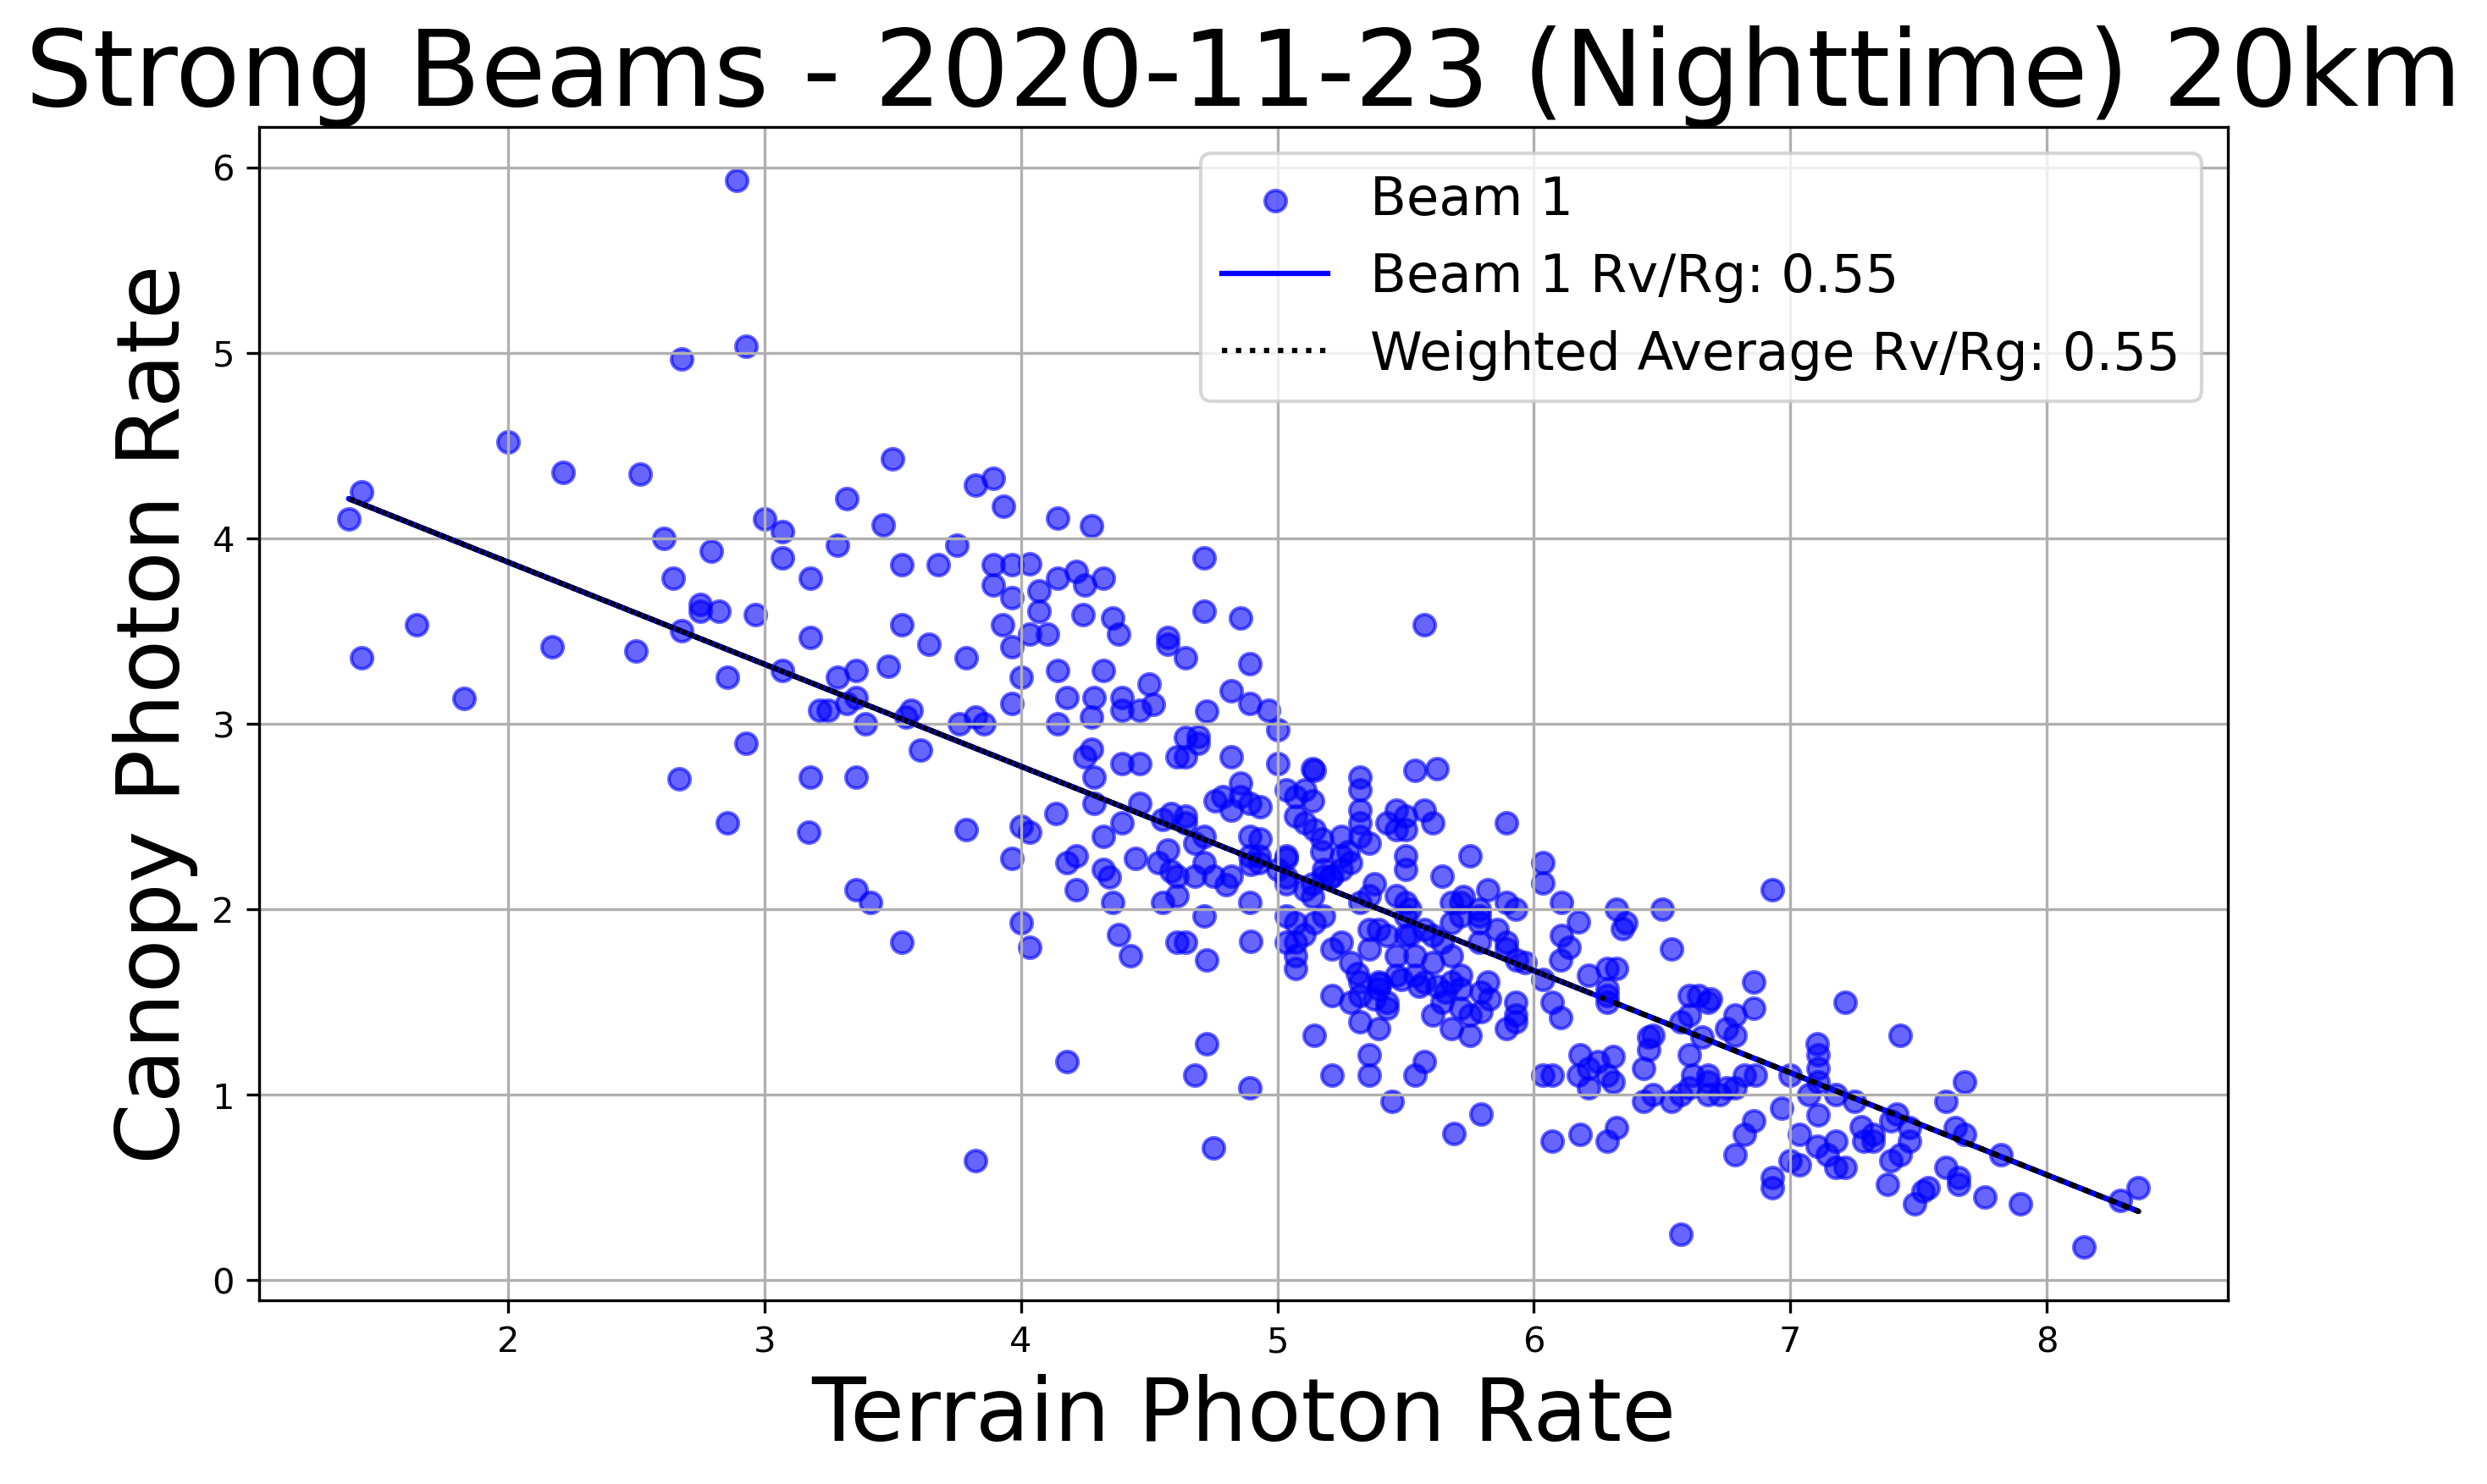 Strong Beams - 2020-11-23 (Nighttime) 20km
Beam 1
Beam 1 Rv/Rg: 0.55
Weighted Average Rv/Rg: 0.55
Canopy Photon Rate
6
5
4
3
2
1
0
2 3 4 5 6 7 8
Terrain Photon Rate